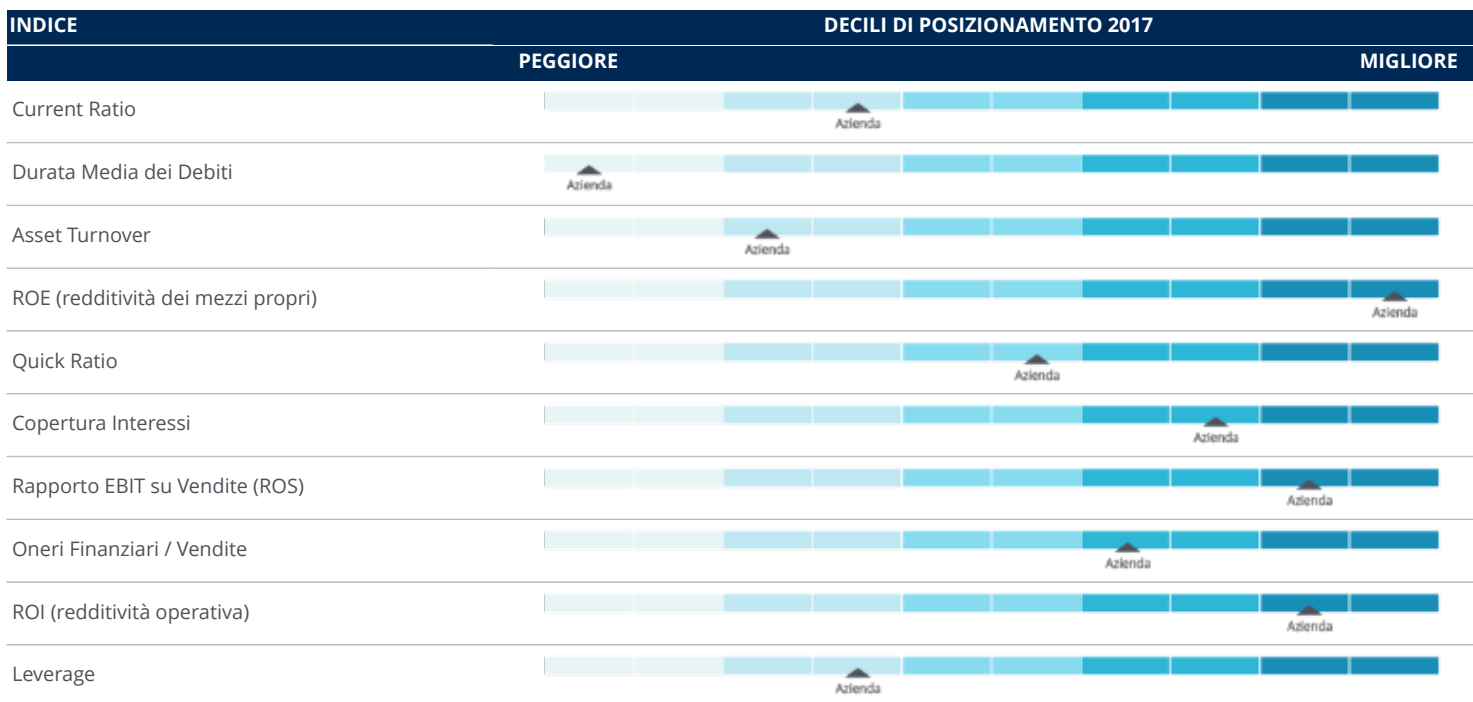 INDICE DECILI DI POSIZIONAMENTO 2017
PEGGIORE MIGLIORE
Current Ratio
Azienda
Durata Media dei Debiti
Azienda
Asset Turnover
Azienda
ROE (redditività dei mezzi propri)
Azienda
Quick Ratio
Azienda
Copertura Interessi
Azienda
Rapporto EBIT su Vendite (ROS)
Azienda
Oneri Finanziari / Vendite
Azienda
ROI (redditività operativa)
Azienda
Leverage
Azienda